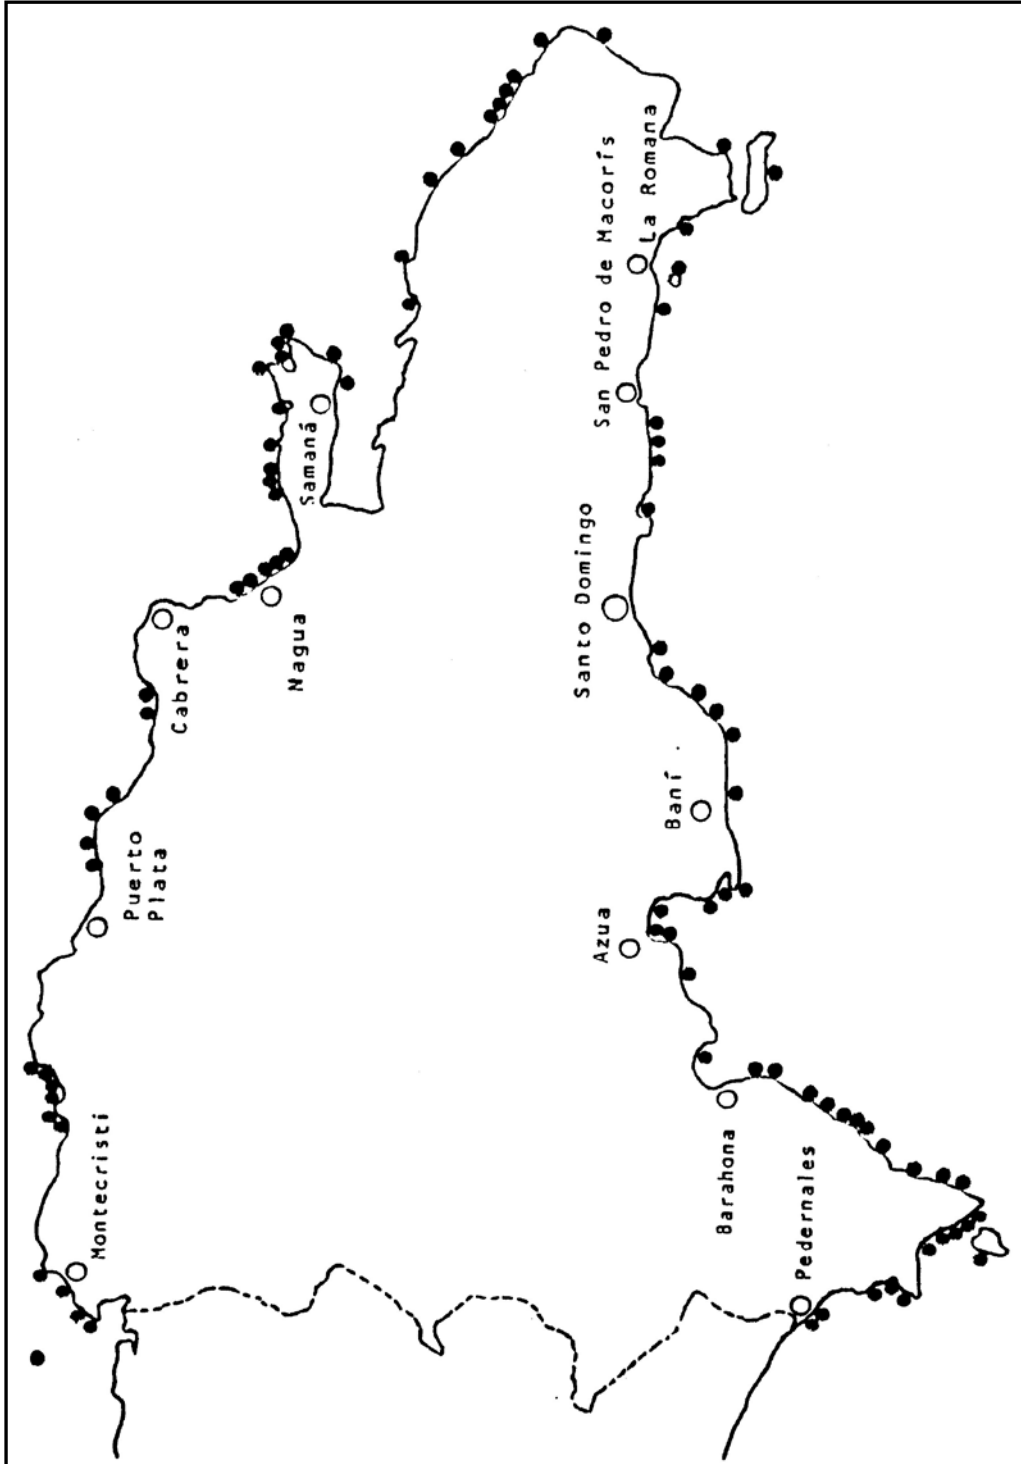 Montecristi
Puerto
Plata
Cabrera
Nagua
Samaná
Santo Domingo
San Pedro de Macorís
Azua
La Romana
Baní
Barahona
Pedernales